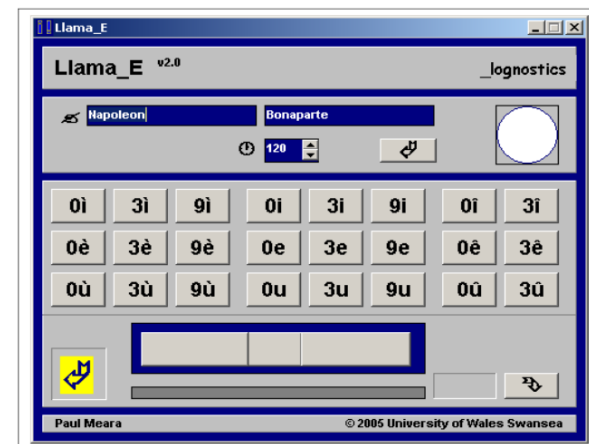 Llama_E
Llama_E v2.0 _lognostics
Napoleon Bonaparte
120
0ì 3ì 9ì 0i 3i 9i 0î 3î
0è 3è 9è 0e 3e 9e 0ê 3ê
0ù 3ù 9ù 0u 3u 9u 0û 3û
Paul Meara © 2005 University of Wales Swansea